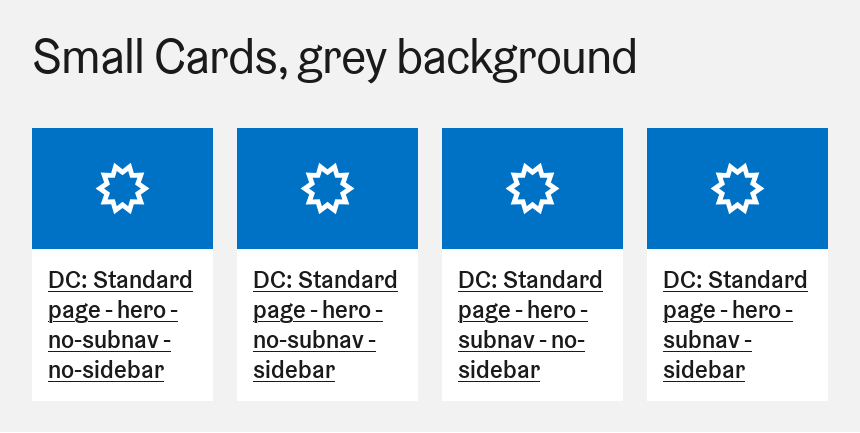 Small Cards, grey background
DC: Standard
page - hero -
no-subnav -
no-sidebar
DC: Standard
page - hero -
no-subnav -
sidebar
DC: Standard
page - hero -
subnav - no-
sidebar
DC: Standard
page - hero -
subnav -
sidebar